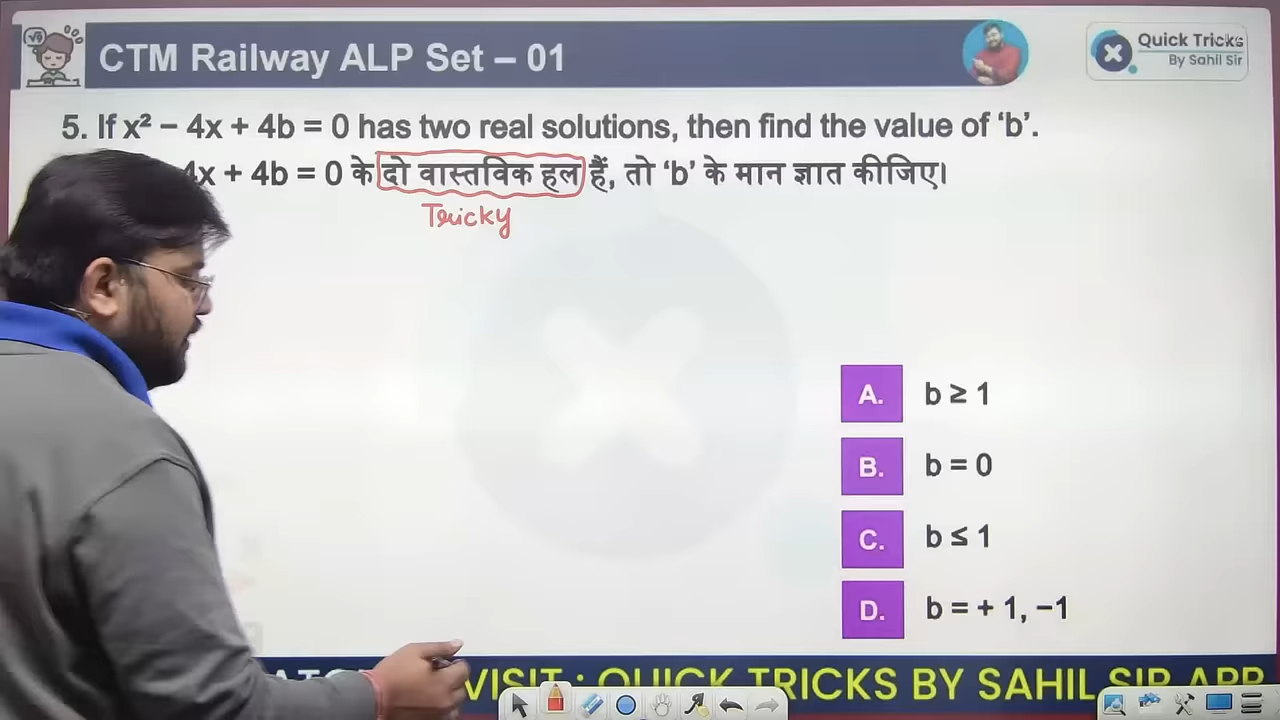 CTM Railway ALP Set – 01
Quick Tricks
By Sahil Sir
5. If x² − 4x + 4b = 0 has two real solutions, then find the value of ‘b’.
4x + 4b = 0 के दो वास्तविक हल हैं, तो ‘b’ के मान ज्ञात कीजिए।
Tricky
A. b ≥ 1
B. b = 0
C. b ≤ 1
D. b = + 1, −1
VISIT : QUICK TRICKS BY SAHIL SIR APP